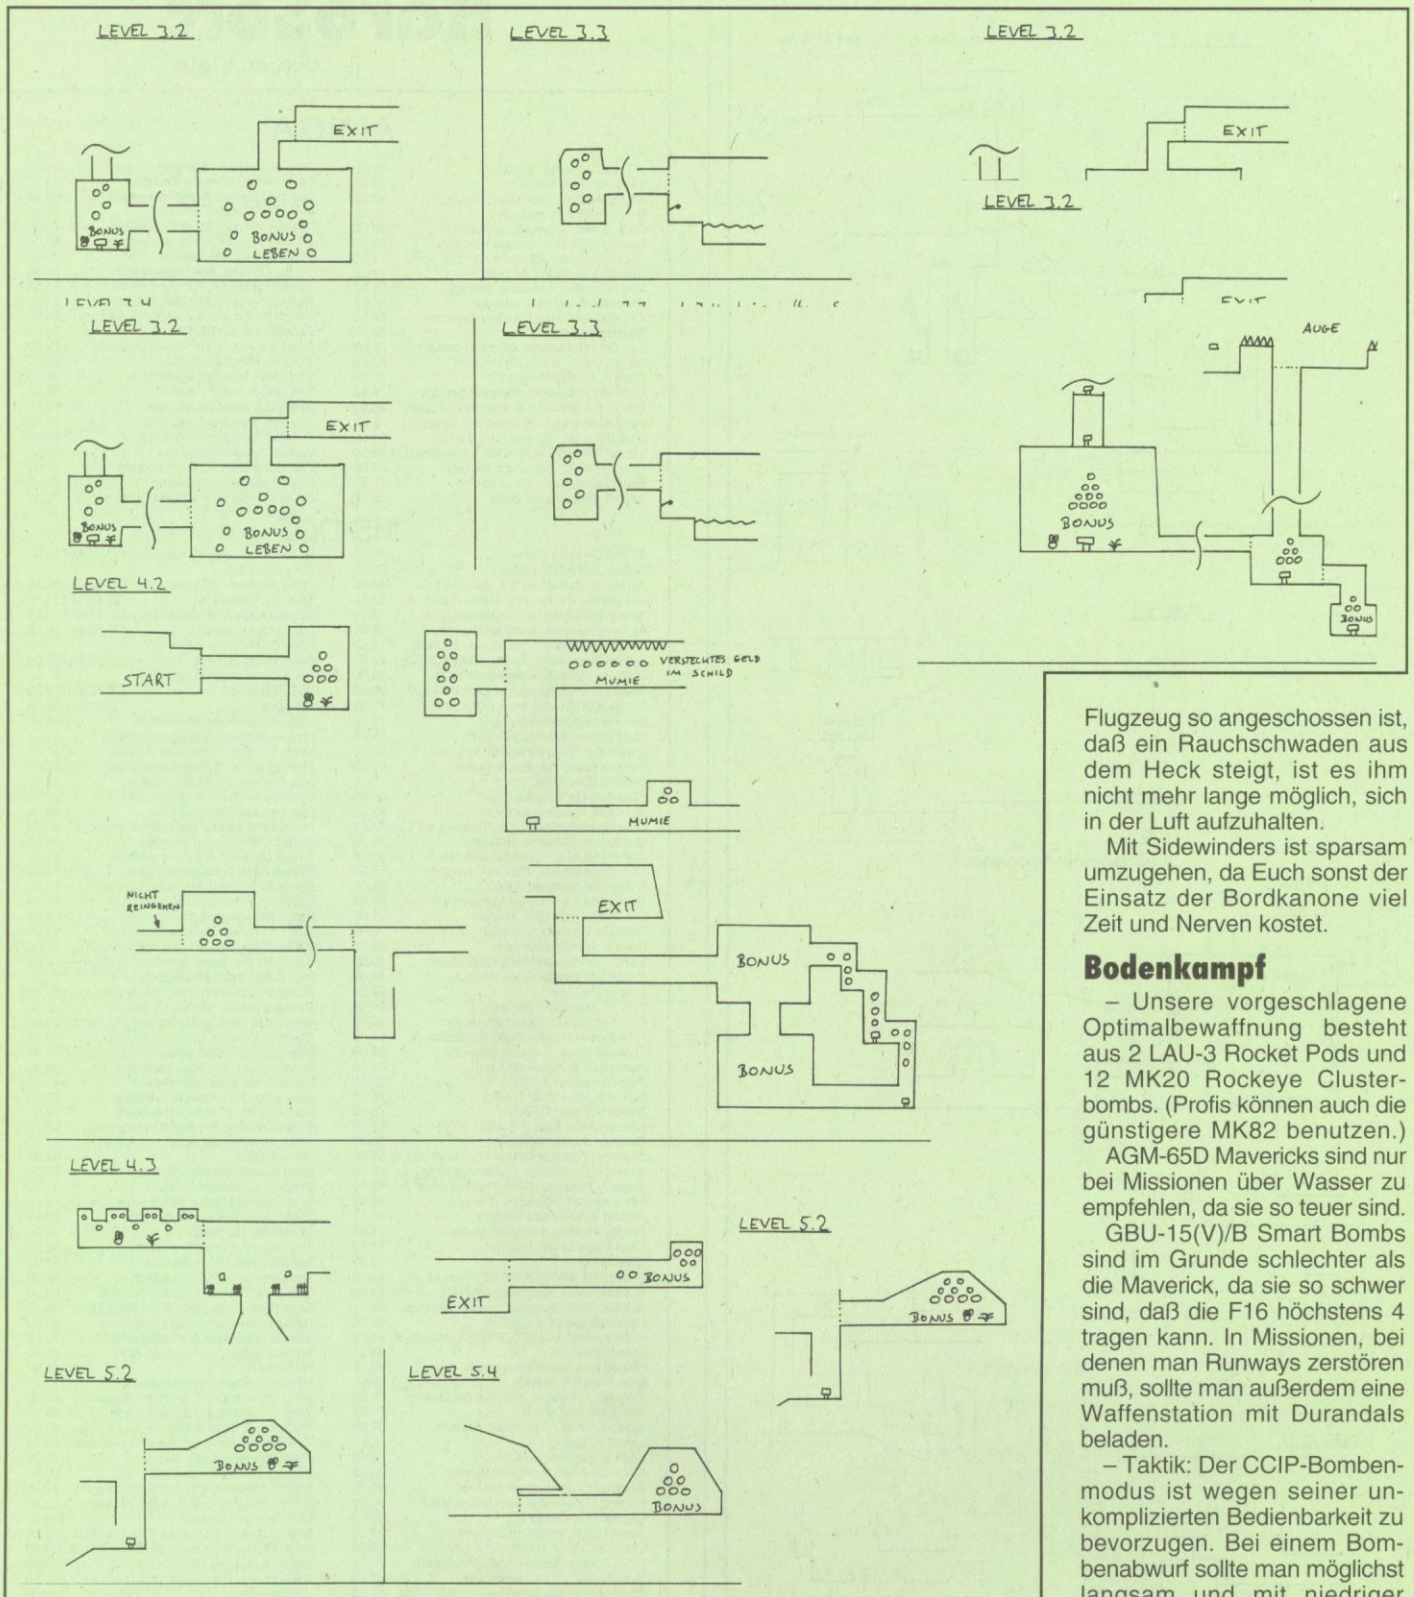 LEVEL 3.2
EXIT
BONUS
BONUS
LEBEN
LEVEL 3.3
LEVEL 3.2
EXIT
LEVEL 3.2
EXIT
AUGE
BONUS
BONUS
LEVEL 3.2
EXIT
BONUS
BONUS
LEBEN
LEVEL 3.3
LEVEL 4.2
START
VERSTECKTES GELD
IM SCHILD
MUMIE
MUMIE
NICHT
REINGEHEN
EXIT
BONUS
BONUS
LEVEL 4.3
EXIT
BONUS
LEVEL 5.2
BONUS
LEVEL 5.2
BONUS
LEVEL 5.4
BONUS
Flugzeug so angeschossen ist,
daß ein Rauchschwaden aus
dem Heck steigt, ist es ihm
nicht mehr lange möglich, sich
in der Luft aufzuhalten.
Mit Sidewinders ist sparsam
umzugehen, da Euch sonst der
Einsatz der Bordkanone viel
Zeit und Nerven kostet.
Bodenkampf
– Unsere vorgeschlagene
Optimalbewaffnung besteht
aus 2 LAU-3 Rocket Pods und
12 MK20 Rockeye Cluster-
bombs. (Profis können auch die
günstigere MK82 benutzen.)
AGM-65D Mavericks sind nur
bei Missionen über Wasser zu
empfehlen, da sie so teuer sind.
GBU-15(V)/B Smart Bombs
sind im Grunde schlechter als
die Maverick, da sie so schwer
sind, daß die F16 höchstens 4
tragen kann. In Missionen, bei
denen man Runways zerstören
muß, sollte man außerdem eine
Waffenstation mit Durandals
beladen.
– Taktik: Der CCIP-Bomben-
modus ist wegen seiner un-
komplizierten Bedienbarkeit zu
bevorzugen. Bei einem Bom-
benabwurf sollte man möglichst
langsam und mit niedriger